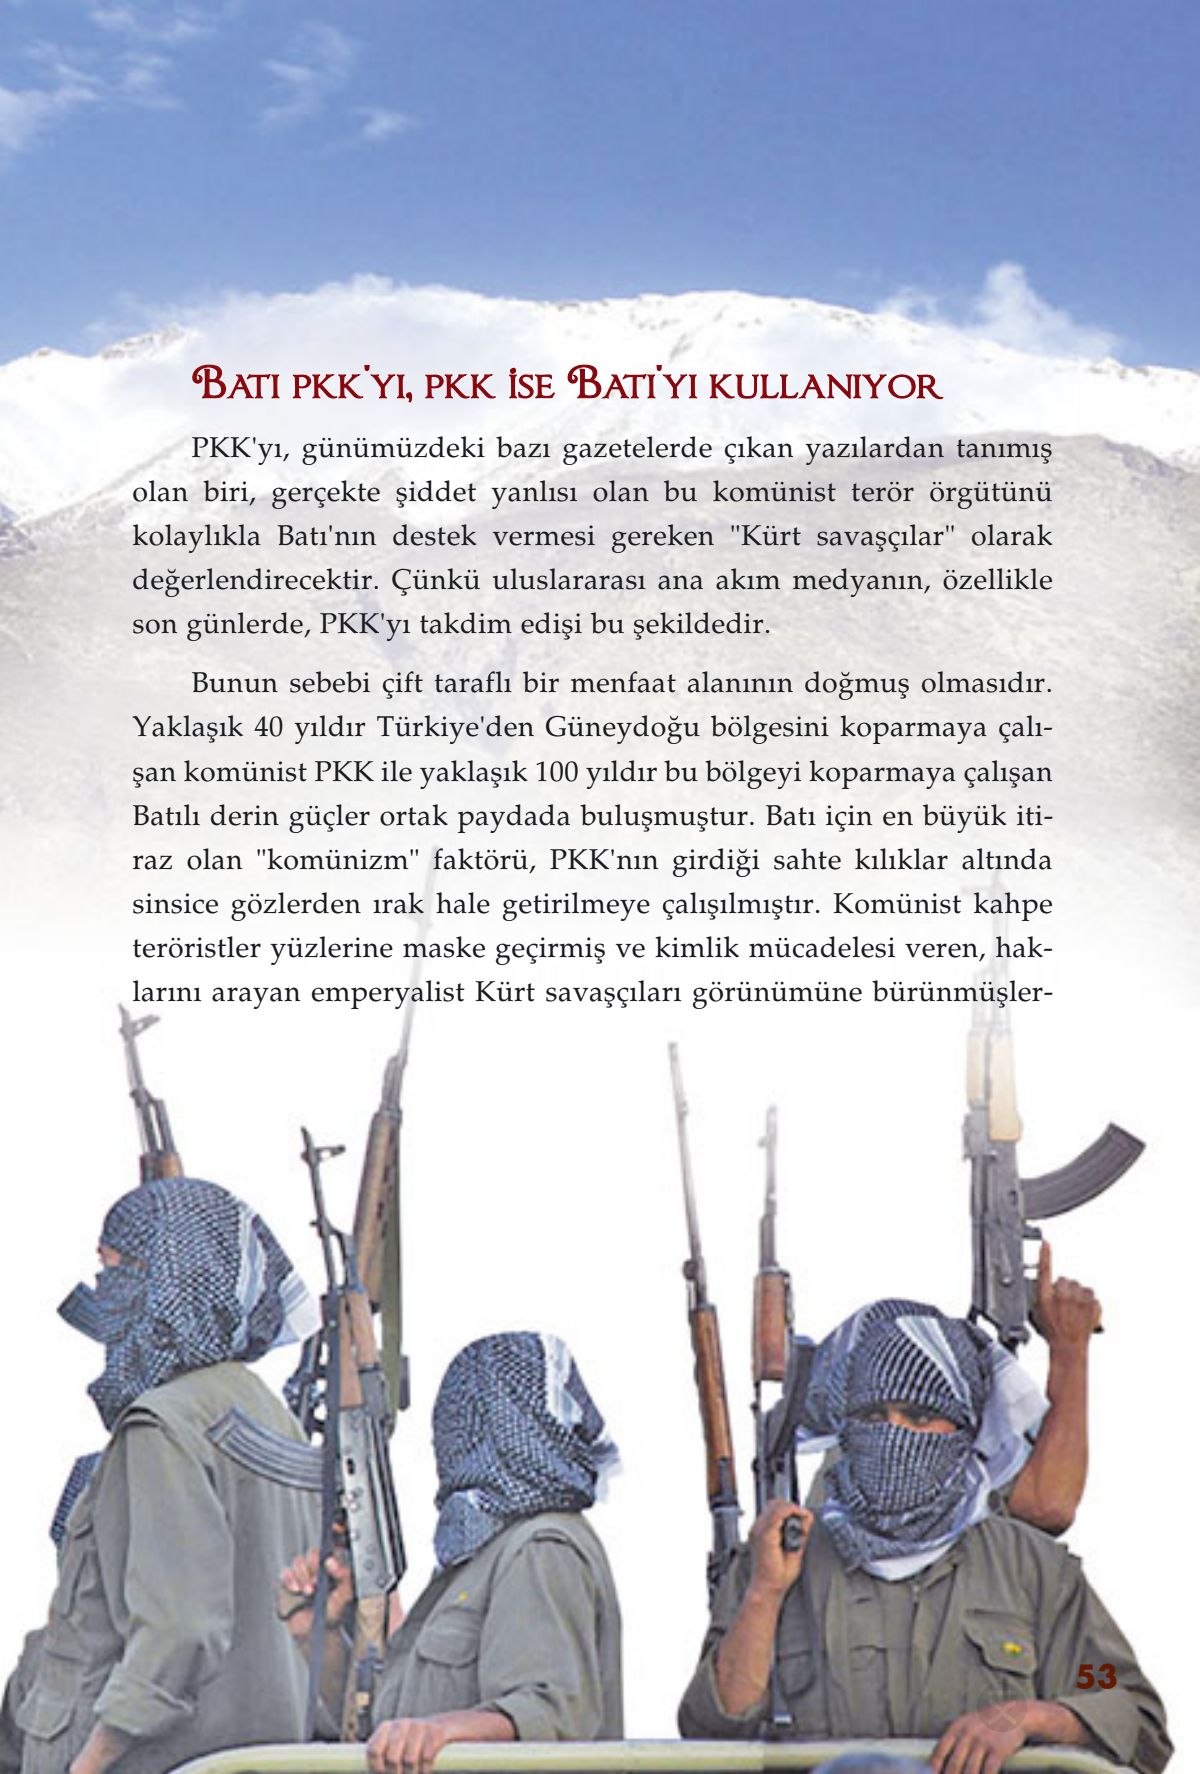 BATI PKK'YI, PKK İSE BATI'YI KULLANIYOR
PKK'yı, günümüzdeki bazı gazetelerde çıkan yazılardan tanımış
olan biri, gerçekte şiddet yanlısı olan bu komünist terör örgütünü
kolaylıkla Batı'nın destek vermesi gereken "Kürt savaşçılar" olarak
değerlendirecektir. Çünkü uluslararası ana akım medyanın, özellikle
son günlerde, PKK'yı takdim edişi bu şekildedir.
Bunun sebebi çift taraflı bir menfaat alanının doğmuş olmasıdır.
Yaklaşık 40 yıldır Türkiye'den Güneydoğu bölgesini koparmaya çalı-
şan komünist PKK ile yaklaşık 100 yıldır bu bölgeyi koparmaya çalışan
Batılı derin güçler ortak paydada buluşmuştur. Batı için en büyük iti-
raz olan "komünizm" faktörü, PKK'nın girdiği sahte kılıklar altında
sinsice gözlerden ırak hale getirilmeye çalışılmıştır. Komünist kahpe
teröristler yüzlerine maske geçirmiş ve kimlik mücadelesi veren, hak-
larını arayan emperyalist Kürt savaşçıları görünümüne bürünmüşler-
53